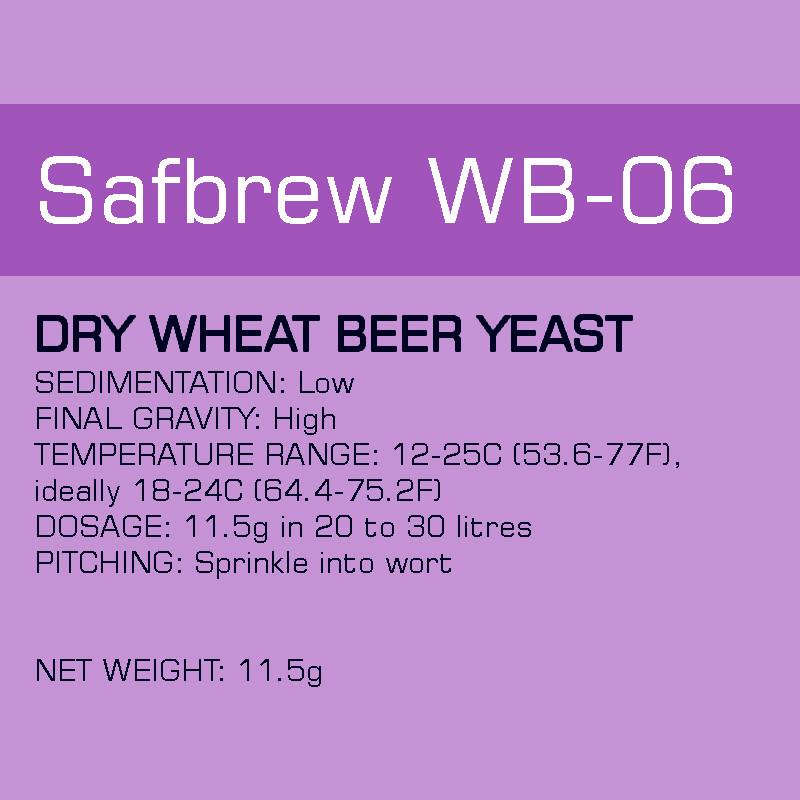 Safbrew WB-06
DRY WHEAT BEER YEAST
SEDIMENTATION: Low
FINAL GRAVITY: High
TEMPERATURE RANGE: 12-25C (53.6-77F),
ideally 18-24C (64.4-75.2F)
DOSAGE: 11.5g in 20 to 30 litres
PITCHING: Sprinkle into wort
NET WEIGHT: 11.5g